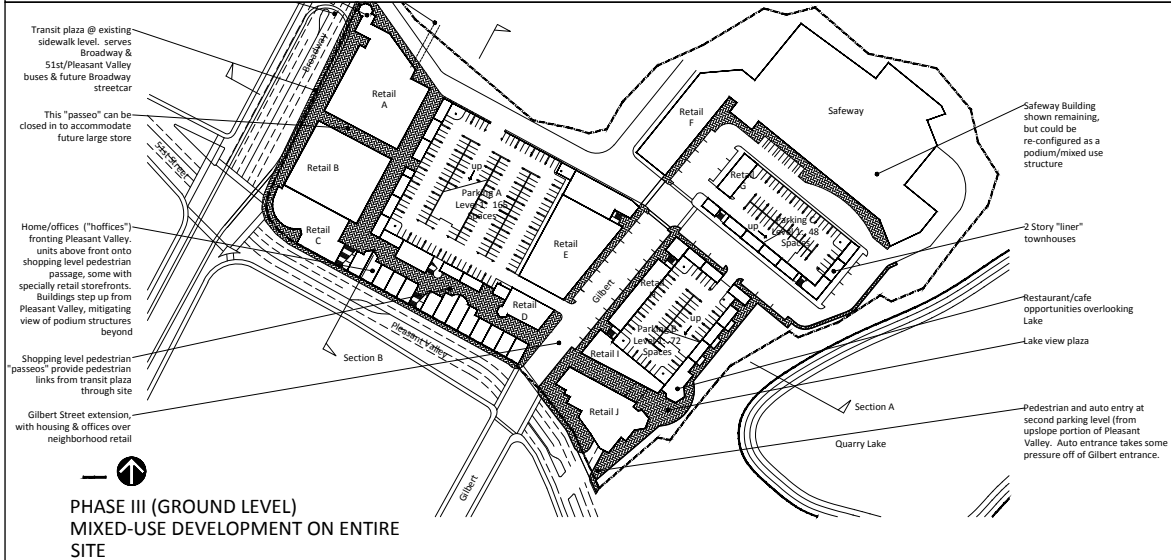 Transit plaza @ existing
sidewalk level.  serves
Broadway &
51st/Pleasant Valley
buses & future Broadway
streetcar
This "passeo" can be
closed in to accommodate
future large store
Home/offices ("hoffices")
fronting Pleasant Valley.
units above front onto
shopping level pedestrian
passage, some with
specially retail storefronts.
Buildings step up from
Pleasant Valley, mitigating
view of podium structures
beyond
Shopping level pedestrian
"passeos" provide pedestrian
links from transit plaza
through site
Gilbert Street extension,
with housing & offices over
neighborhood retail
Broadway
51st Street
Retail
A
Retail B
Retail
C
up
Parking A
Level 1:  165
Spaces
Retail
E
Retail
D
Pleasant Valley
Section B
Gilbert
Gilbert
Retail
F
Safeway
Retail
G
up
Parking C
Level 1:  48
Spaces
Retail
up
Parking B
Level 1:  72
Spaces
Retail I
Retail J
Section A
Quarry Lake
Safeway Building
shown remaining,
but could be
re-configured as a
podium/mixed use
structure
2 Story "liner"
townhouses
Restaurant/cafe
opportunities overlooking
Lake
Lake view plaza
Pedestrian and auto entry at
second parking level (from
upslope portion of Pleasant
Valley.  Auto entrance takes some
pressure off of Gilbert entrance.
PHASE III (GROUND LEVEL)
MIXED-USE DEVELOPMENT ON ENTIRE
SITE